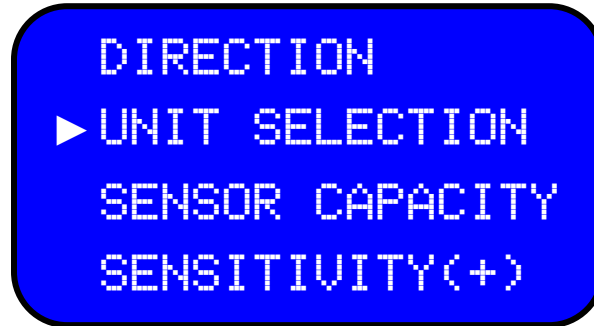 DIRECTION
►UNIT SELECTION
SENSOR CAPACITY
SENSITIVITY(+)